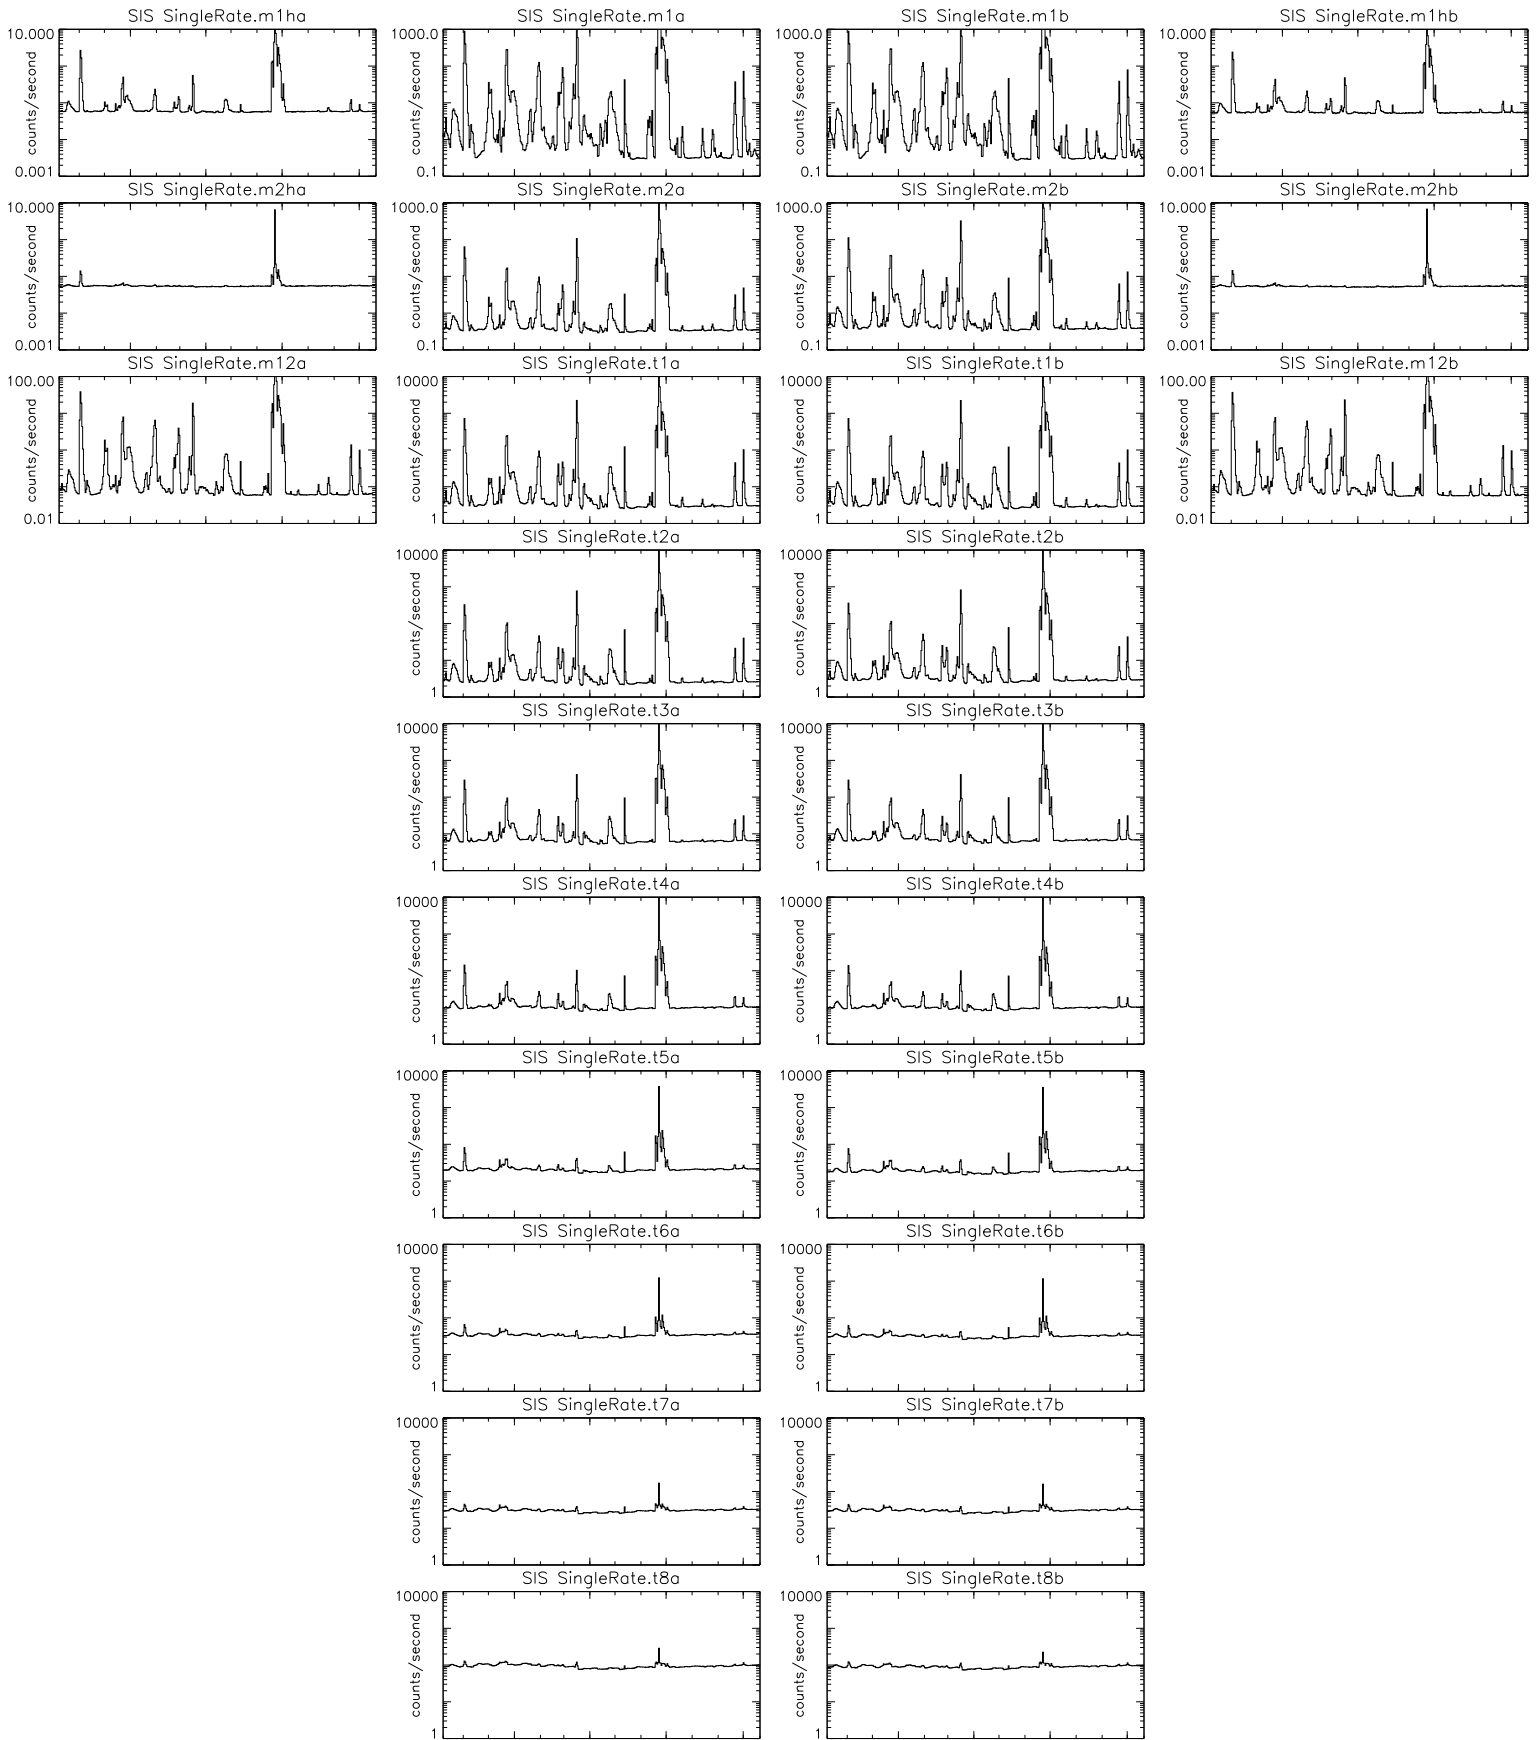 SIS SingleRate.m1ha SIS SingleRate.m1a SIS SingleRate.m1b SIS SingleRate.m1hb
10.000 1000.0 1000.0 10.000
counts/second counts/second counts/second counts/second
0.001 0.1 0.1 0.001
SIS SingleRate.m2ha SIS SingleRate.m2a SIS SingleRate.m2b SIS SingleRate.m2hb
10.000 1000.0 1000.0 10.000
counts/second counts/second counts/second counts/second
0.001 0.1 0.1 0.001
SIS SingleRate.m12a SIS SingleRate.t1a SIS SingleRate.t1b SIS SingleRate.m12b
100.00 10000 10000 100.00
counts/second counts/second counts/second counts/second
0.01 1 1 0.01
SIS SingleRate.t2a SIS SingleRate.t2b
10000 10000
counts/second counts/second
1 1
SIS SingleRate.t3a SIS SingleRate.t3b
10000 10000
counts/second counts/second
1 1
SIS SingleRate.t4a SIS SingleRate.t4b
10000 10000
counts/second counts/second
1 1
SIS SingleRate.t5a SIS SingleRate.t5b
10000 10000
counts/second counts/second
1 1
SIS SingleRate.t6a SIS SingleRate.t6b
10000 10000
counts/second counts/second
1 1
SIS SingleRate.t7a SIS SingleRate.t7b
10000 10000
counts/second counts/second
1 1
SIS SingleRate.t8a SIS SingleRate.t8b
10000 10000
counts/second counts/second
1 1